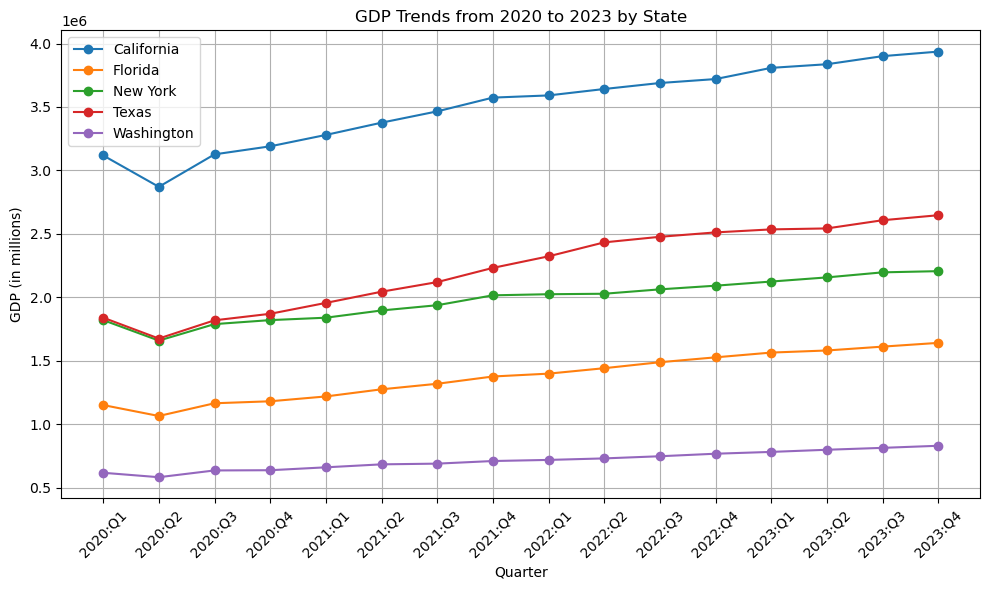 GDP Trends from 2020 to 2023 by State
1e6
California
Florida
New York
Texas
Washington
4.0
3.5
3.0
2.5
2.0
1.5
1.0
0.5
GDP (in millions)
2020:Q1
2020:Q2
2020:Q3
2020:Q4
2021:Q1
2021:Q2
2021:Q3
2021:Q4
2022:Q1
2022:Q2
2022:Q3
2022:Q4
2023:Q1
2023:Q2
2023:Q3
2023:Q4
Quarter